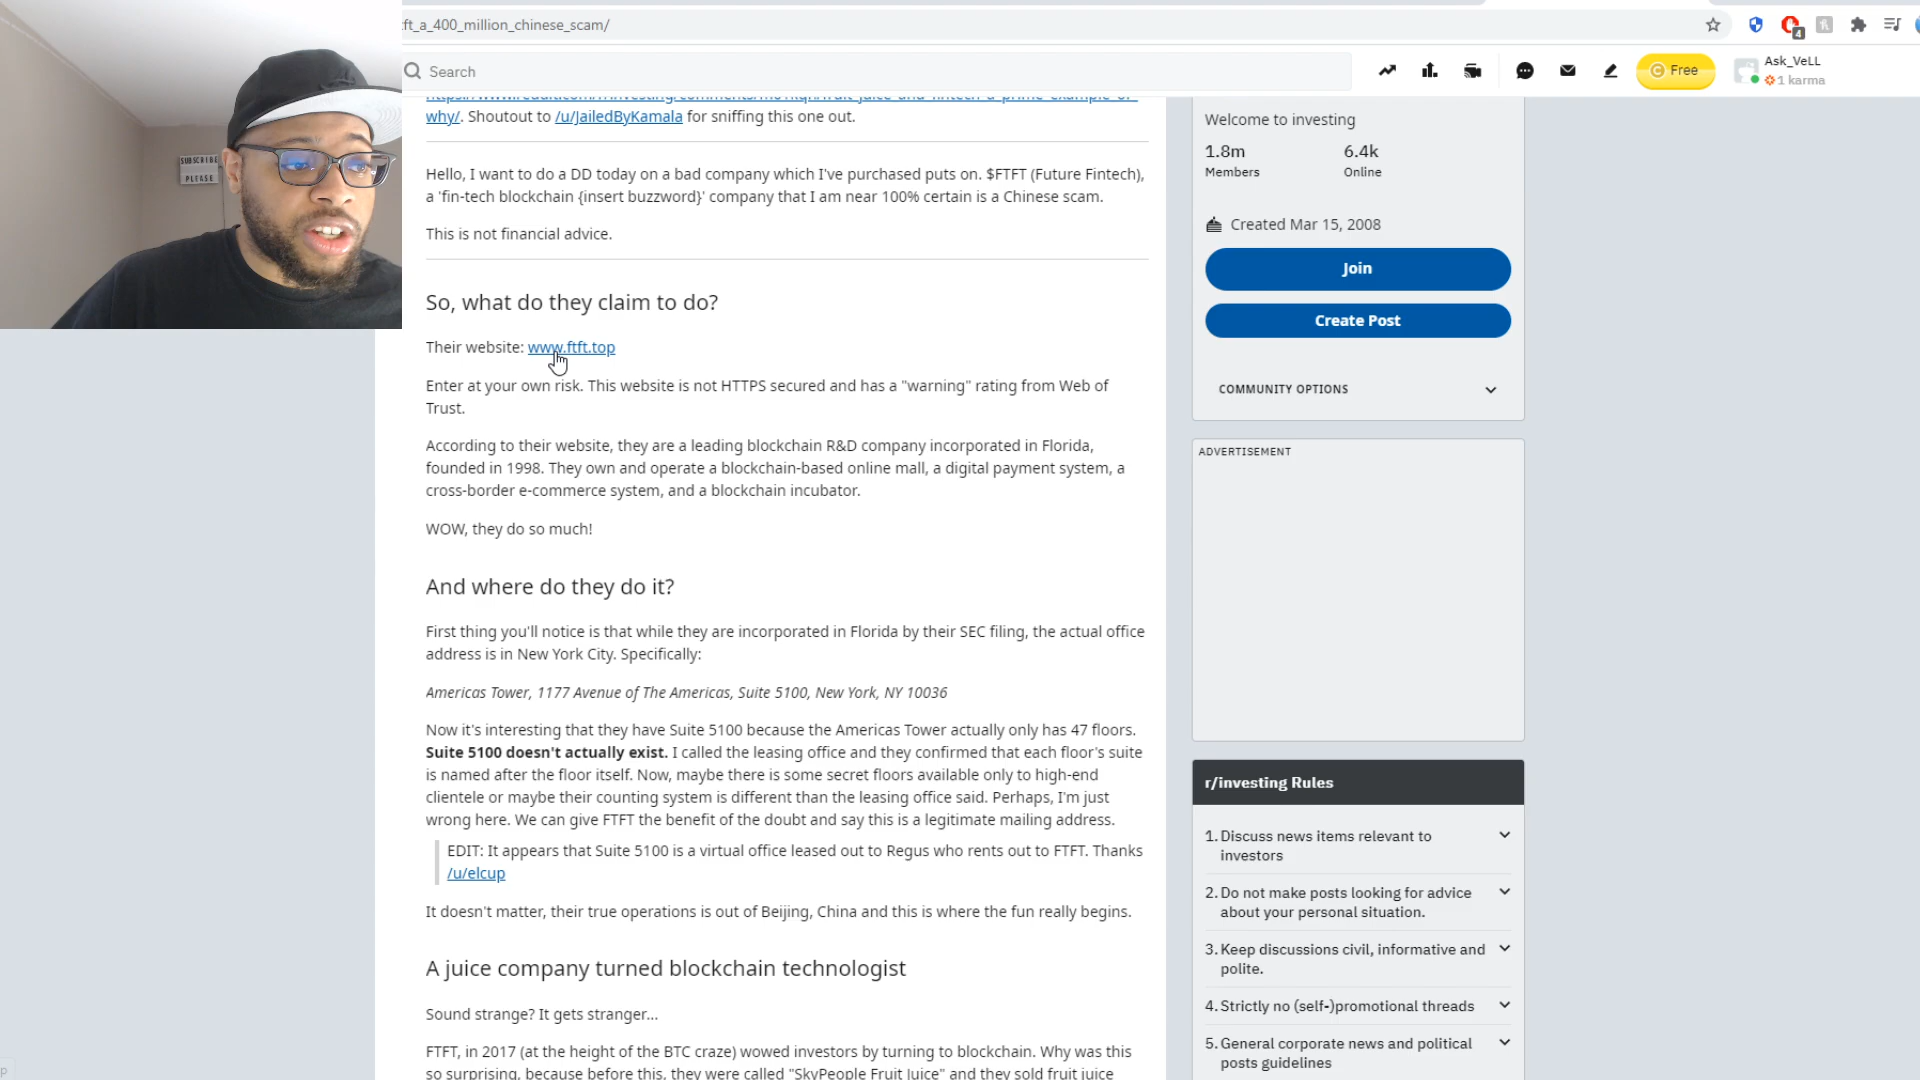 ft_a_400_million_chinese_scam/
4
Search
Free
Ask_VeLL
1 karma
SUBSCRIBE
PLEASE
why/. Shoutout to /u/JailedByKamala for sniffing this one out.
Hello, I want to do a DD today on a bad company which I've purchased puts on. $FTFT (Future Fintech),
a 'fin-tech blockchain {insert buzzword}' company that I am near 100% certain is a Chinese scam.
This is not financial advice.
So, what do they claim to do?
Their website: www.ftft.top
Enter at your own risk. This website is not HTTPS secured and has a "warning" rating from Web of
Trust.
According to their website, they are a leading blockchain R&D company incorporated in Florida,
founded in 1998. They own and operate a blockchain-based online mall, a digital payment system, a
cross-border e-commerce system, and a blockchain incubator.
WOW, they do so much!
And where do they do it?
First thing you'll notice is that while they are incorporated in Florida by their SEC filing, the actual office
address is in New York City. Specifically:
Americas Tower, 1177 Avenue of The Americas, Suite 5100, New York, NY 10036
Now it's interesting that they have Suite 5100 because the Americas Tower actually only has 47 floors.
Suite 5100 doesn't actually exist. I called the leasing office and they confirmed that each floor's suite
is named after the floor itself. Now, maybe there is some secret floors available only to high-end
clientele or maybe their counting system is different than the leasing office said. Perhaps, I'm just
wrong here. We can give FTFT the benefit of the doubt and say this is a legitimate mailing address.
EDIT: It appears that Suite 5100 is a virtual office leased out to Regus who rents out to FTFT. Thanks
/u/elcup
It doesn't matter, their true operations is out of Beijing, China and this is where the fun really begins.
A juice company turned blockchain technologist
Sound strange? It gets stranger...
FTFT, in 2017 (at the height of the BTC craze) wowed investors by turning to blockchain. Why was this
so surprising, because before this, they were called "SkyPeople Fruit Juice" and they sold fruit juice
Welcome to investing
1.8m
Members
6.4k
Online
Created Mar 15, 2008
Join
Create Post
COMMUNITY OPTIONS
ADVERTISEMENT
r/investing Rules
1. Discuss news items relevant to
investors
2. Do not make posts looking for advice
about your personal situation.
3. Keep discussions civil, informative and
polite.
4. Strictly no (self-)promotional threads
5. General corporate news and political
posts guidelines